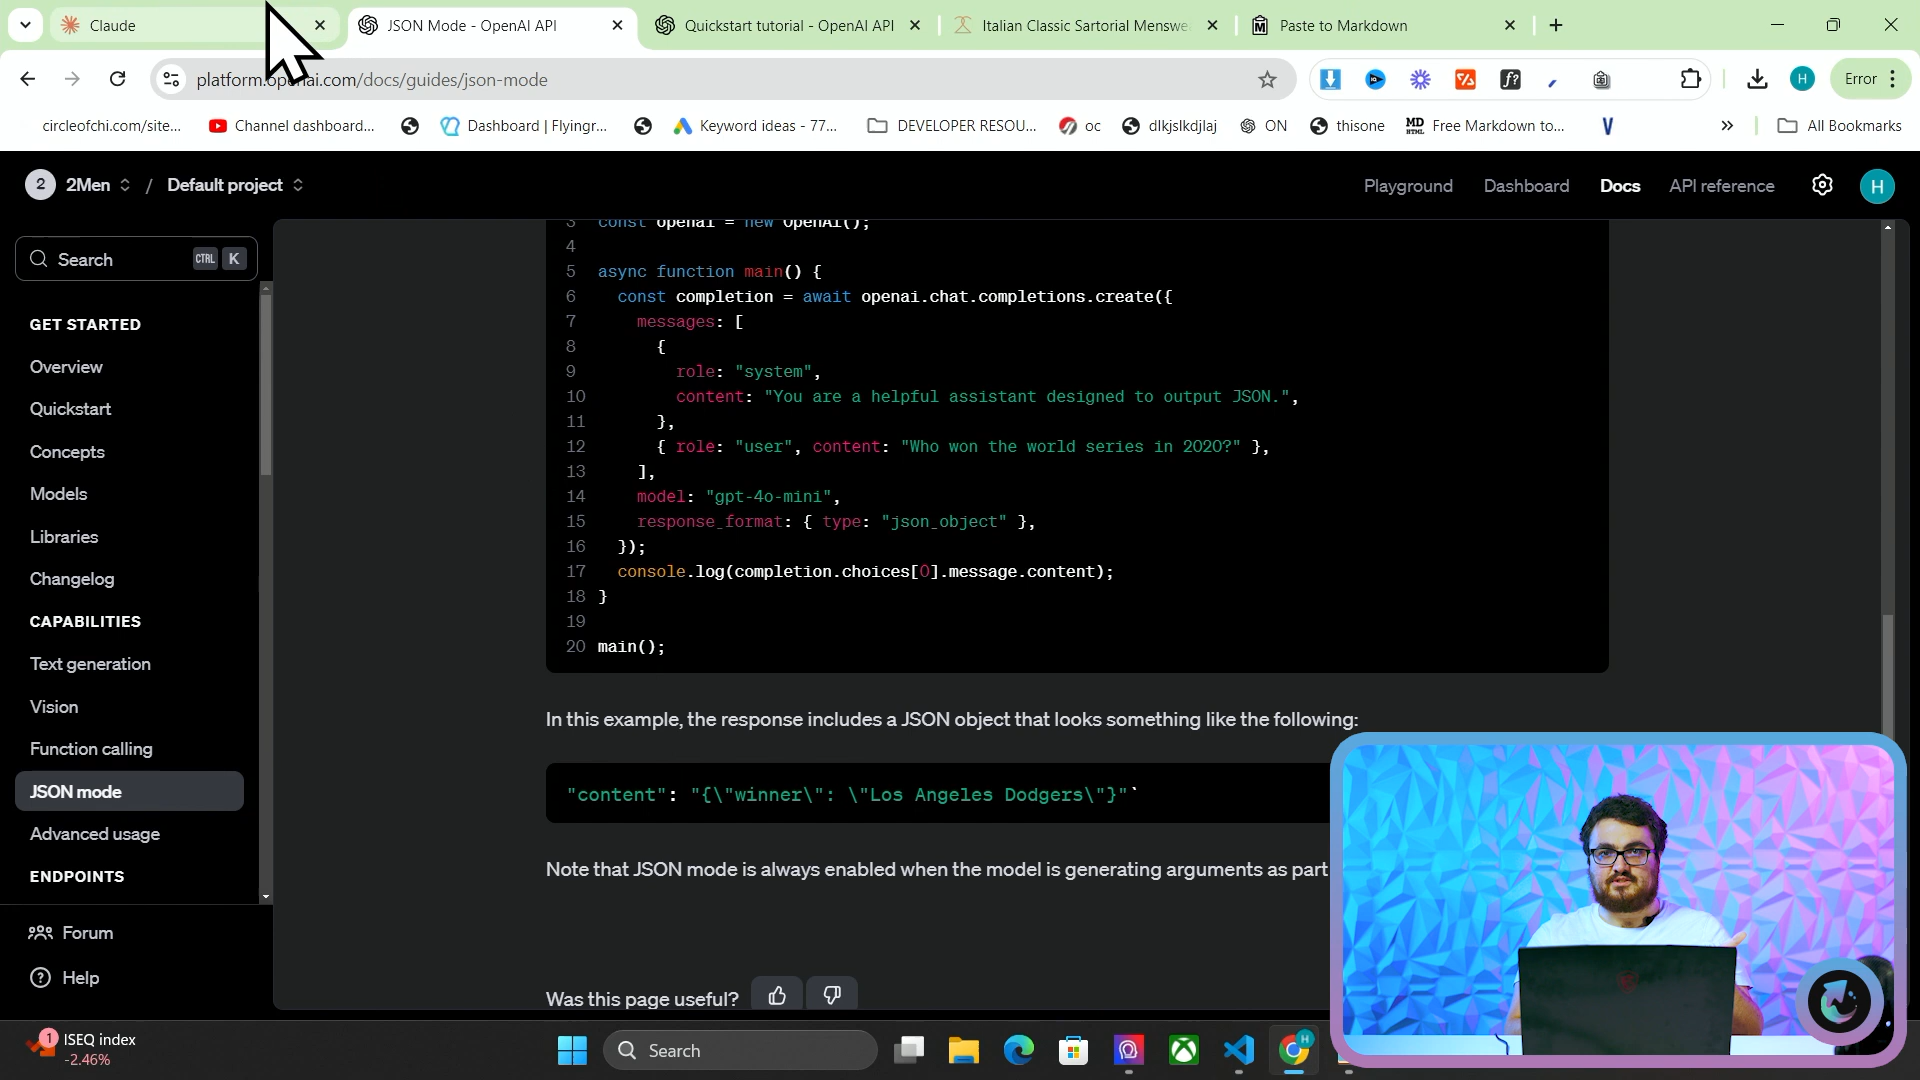 Claude
JSON Mode - OpenAI API
Quickstart tutorial - OpenAI API
Italian Classic Sartorial Menswe
Paste to Markdown
platform.openai.com/docs/guides/json-mode
Error
circleofchi.com/site...
Channel dashboard...
Dashboard | Flyingr...
Keyword ideas - 77...
DEVELOPER RESOU...
oc
dlkjslkdjlaj
ON
thisone
Free Markdown to...
All Bookmarks
2
2Men
/
Default project
Playground
Dashboard
Docs
API reference
H
Search
CTRL
K
GET STARTED
Overview
Quickstart
Concepts
Models
Libraries
Changelog
CAPABILITIES
Text generation
Vision
Function calling
JSON mode
Advanced usage
ENDPOINTS
Forum
Help
3 const openai = new OpenAI();
4
5 async function main() {
6 const completion = await openai.chat.completions.create({
7 messages: [
8 {
9 role: "system",
10 content: "You are a helpful assistant designed to output JSON.",
11 },
12 { role: "user", content: "Who won the world series in 2020?" },
13 ],
14 model: "gpt-4o-mini",
15 response_format: { type: "json_object" },
16 });
17 console.log(completion.choices[0].message.content);
18 }
19
20 main();
In this example, the response includes a JSON object that looks something like the following:
"content": "{\"winner\": \"Los Angeles Dodgers\"}"`
Note that JSON mode is always enabled when the model is generating arguments as part
Was this page useful?
1
ISEQ index
-2.46%
Search